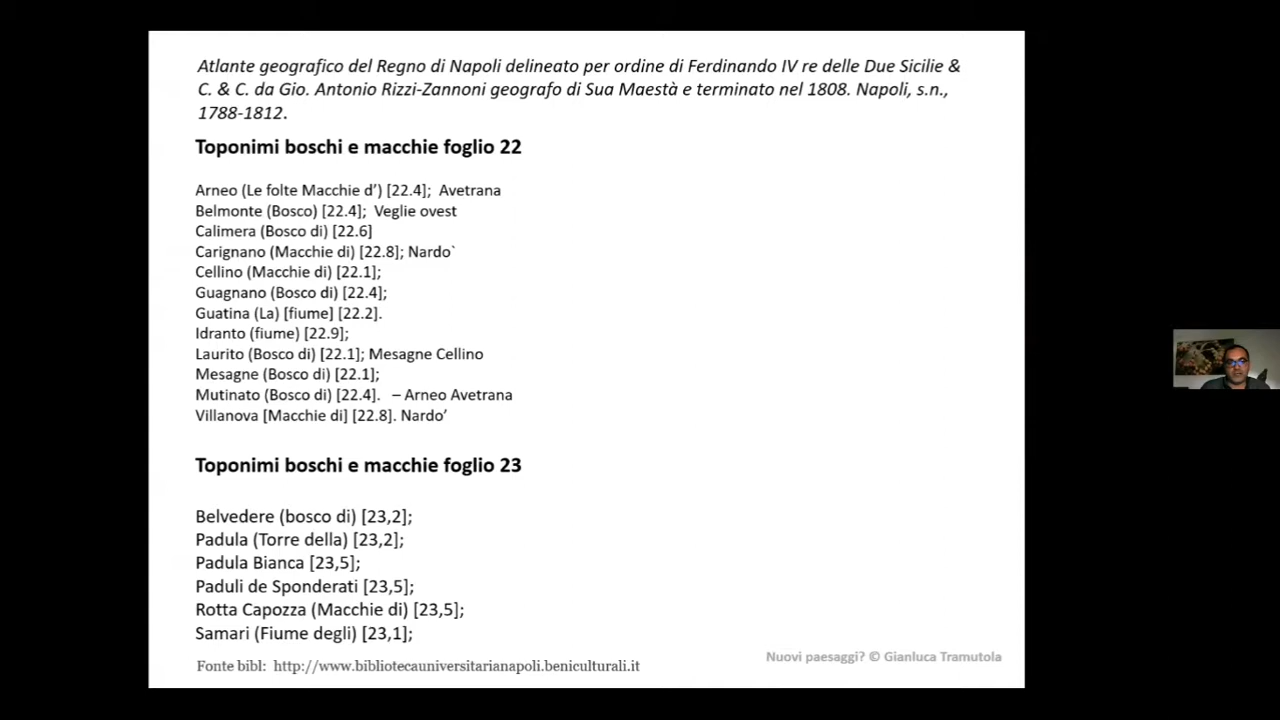 Atlante geografico del Regno di Napoli delineato per ordine di Ferdinando IV re delle Due Sicilie &
C. & C. da Gio. Antonio Rizzi-Zannoni geografo di Sua Maestà e terminato nel 1808. Napoli, s.n.,
1788-1812.
Toponimi boschi e macchie foglio 22
Arneo (Le folte Macchie d’) [22.4];  Avetrana
Belmonte (Bosco) [22.4];  Veglie ovest
Calimera (Bosco di) [22.6]
Carignano (Macchie di) [22.8]; Nardo`
Cellino (Macchie di) [22.1];
Guagnano (Bosco di) [22.4];
Guatina (La) [fiume] [22.2].
Idranto (fiume) [22.9];
Laurito (Bosco di) [22.1]; Mesagne Cellino
Mesagne (Bosco di) [22.1];
Mutinato (Bosco di) [22.4].   – Arneo Avetrana
Villanova [Macchie di] [22.8]. Nardo’
Toponimi boschi e macchie foglio 23
Belvedere (bosco di) [23,2];
Padula (Torre della) [23,2];
Padula Bianca [23,5];
Paduli de Sponderati [23,5];
Rotta Capozza (Macchie di) [23,5];
Samari (Fiume degli) [23,1];
Fonte bibl:  http://www.bibliotecauniversitarianapoli.beniculturali.it
Nuovi paesaggi? © Gianluca Tramutola